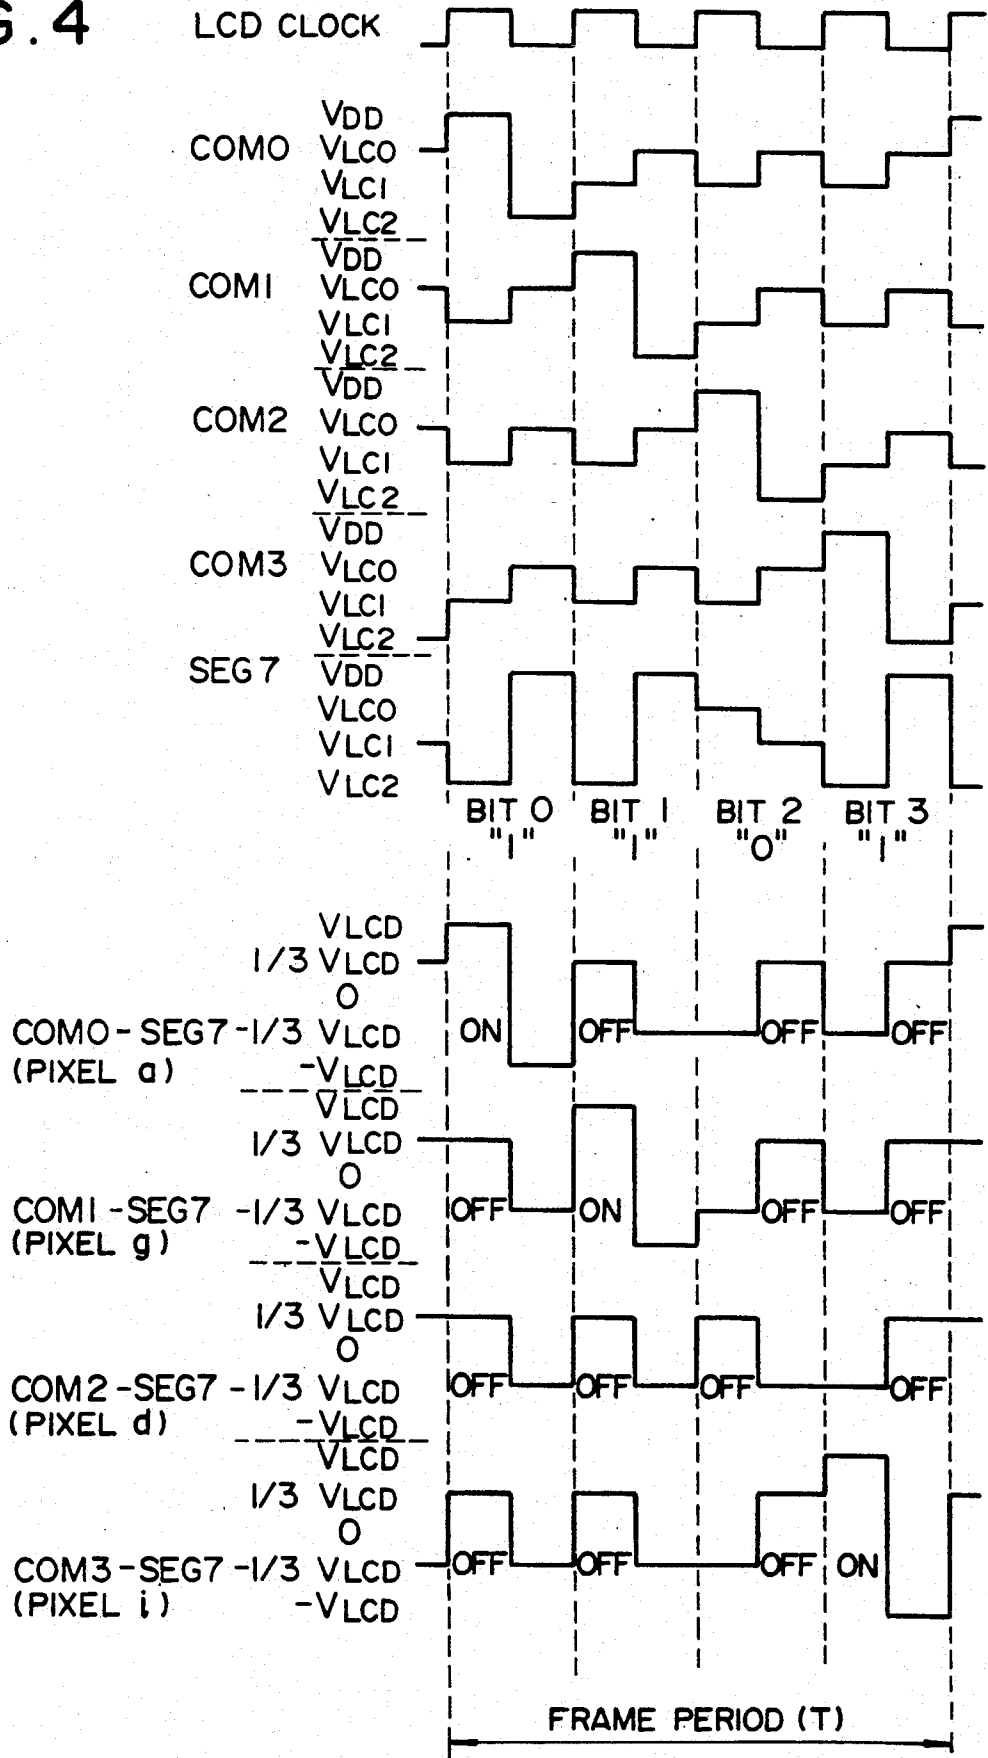 G.4
LCD CLOCK
VDD
COM0 VLC0
VLC1
VLC2
VDD
COM1 VLC0
VLC1
VLC2
VDD
COM2 VLC0
VLC1
VLC2
VDD
COM3 VLC0
VLC1
VLC2
SEG7 VDD
VLC0
VLC1
VLC2
BIT 0 BIT 1 BIT 2 BIT 3
"1" "1" "0" "1"
VLCD
1/3 VLCD
0
COM0-SEG7 -1/3 VLCD ON OFF OFF OFF
(PIXEL a) -VLCD
VLCD
1/3 VLCD
0
COM1-SEG7 -1/3 VLCD OFF ON OFF OFF
(PIXEL g) -VLCD
VLCD
1/3 VLCD
0
COM2-SEG7 -1/3 VLCD OFF OFF OFF OFF
(PIXEL d) -VLCD
VLCD
1/3 VLCD
0
COM3-SEG7 -1/3 VLCD OFF OFF OFF ON
(PIXEL i) -VLCD
FRAME PERIOD (T)